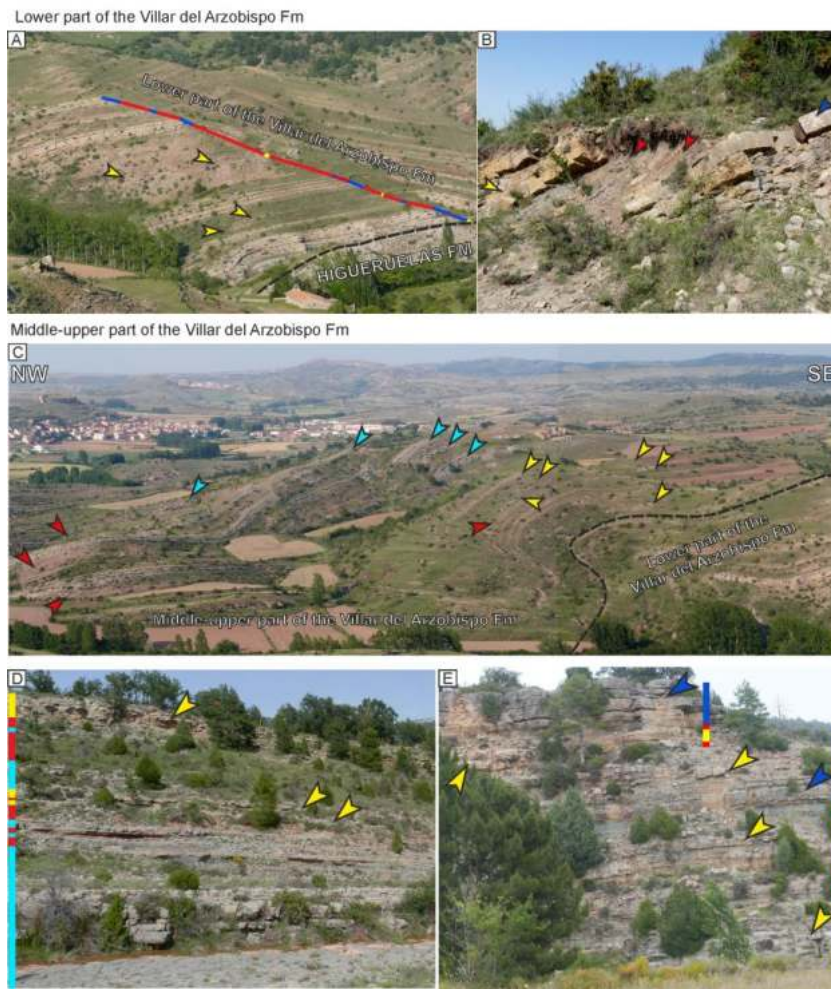 Lower part of the Villar del Arzobispo Fm
A
B
Lower part of the Villar del Arzobispo Fm
HIGUERUELAS FM
Middle-upper part of the Villar del Arzobispo Fm
C
NW
SE
Lower part of the
Villar del Arzobispo Fm
Middle-upper part of the Villar del Arzobispo Fm
D
E